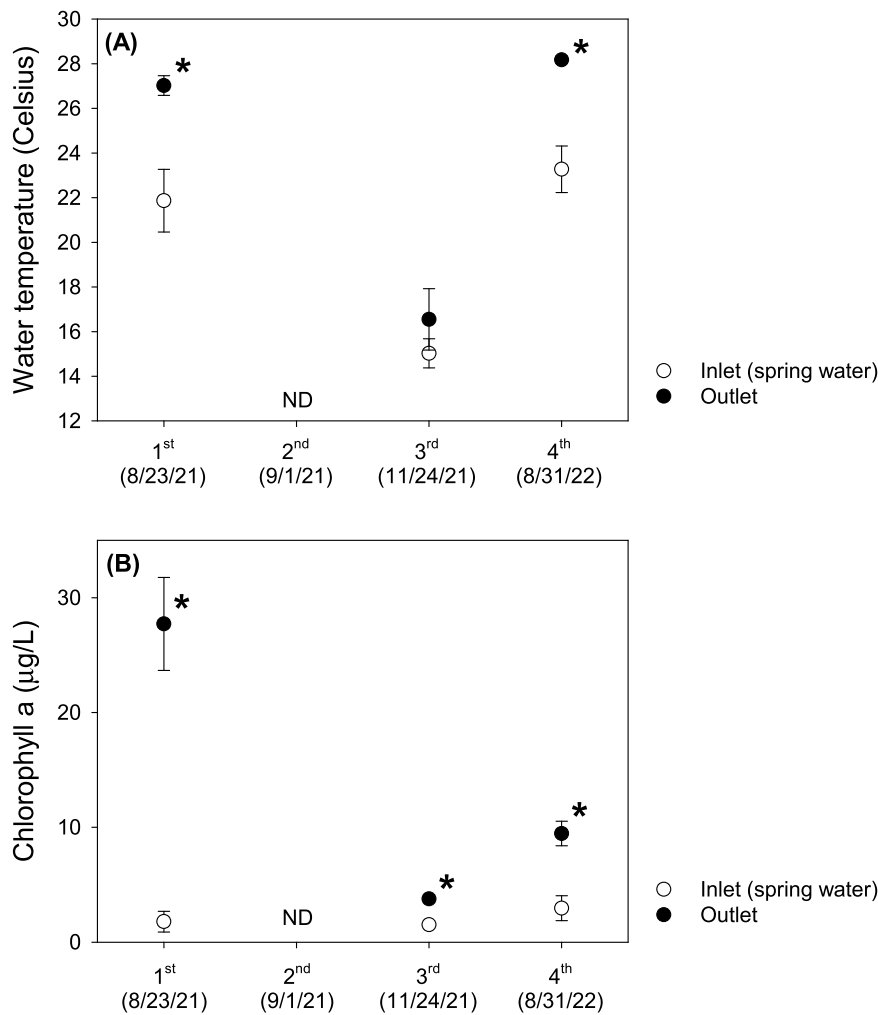 (A)
Water temperature (Celsius)
30
28
26
24
22
20
18
16
14
12
*
*
ND
1st 2nd 3rd 4th
(8/23/21) (9/1/21) (11/24/21) (8/31/22)
Inlet (spring water)
Outlet
(B)
Chlorophyll a (μg/L)
30
20
10
0
*
*
*
ND
1st 2nd 3rd 4th
(8/23/21) (9/1/21) (11/24/21) (8/31/22)
Inlet (spring water)
Outlet